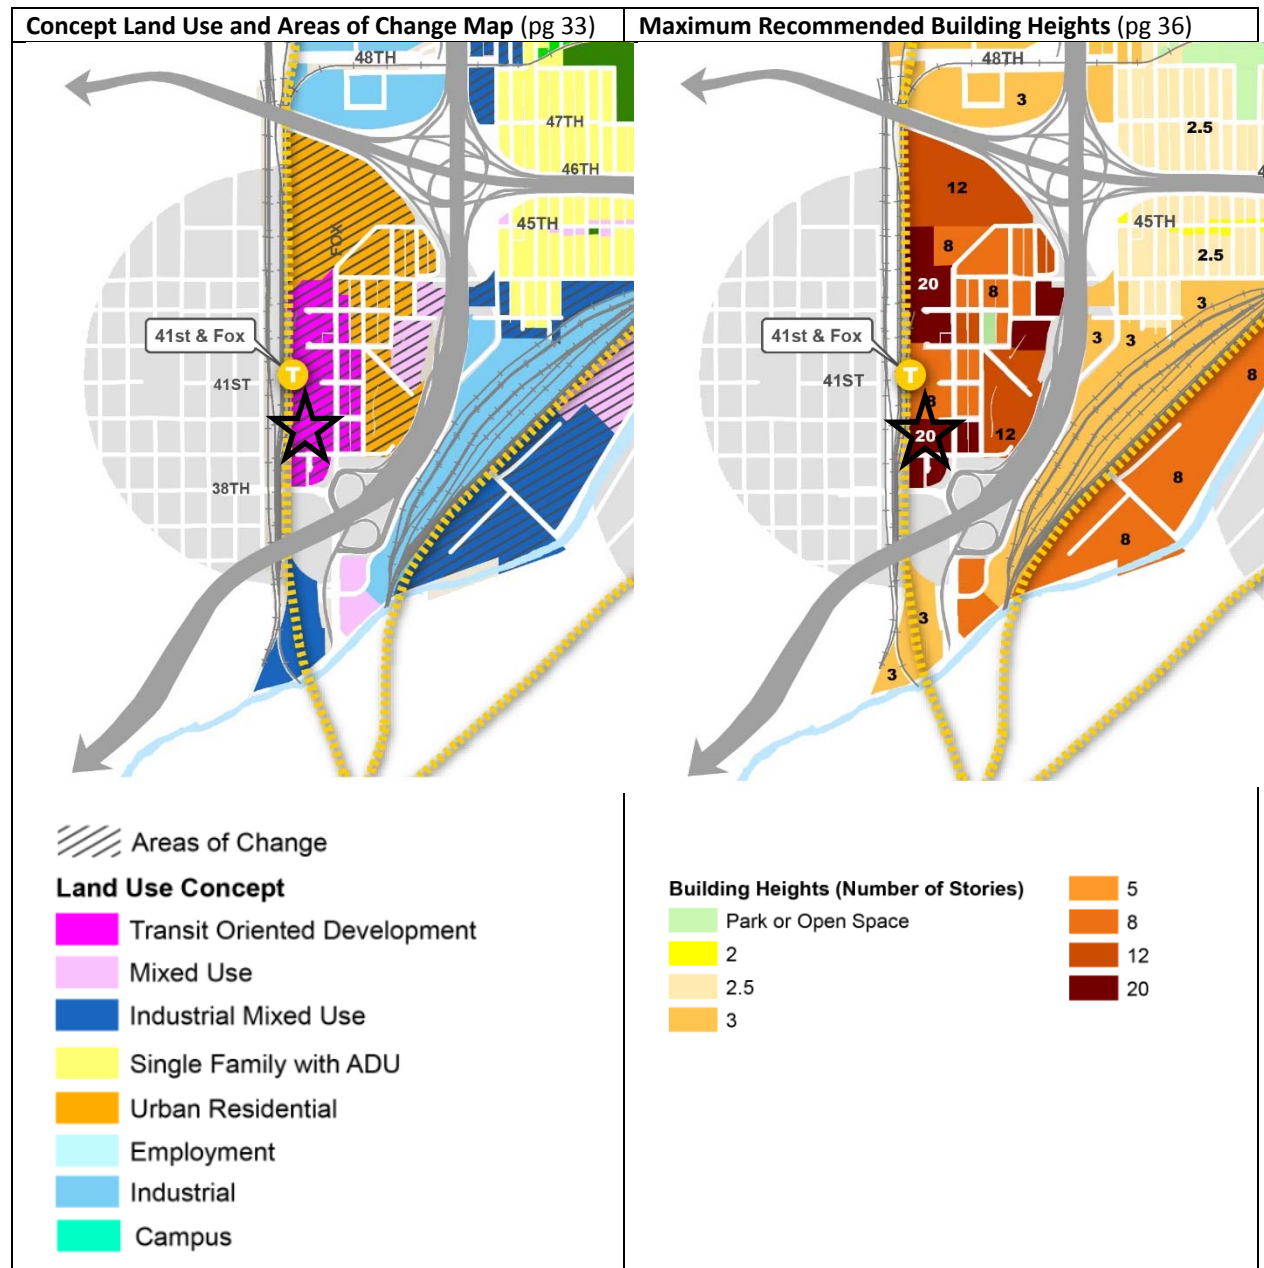 Concept Land Use and Areas of Change Map (pg 33)
48TH
47TH
46TH
45TH
FOX
41st & Fox
T
41ST
38TH
Areas of Change
Land Use Concept
Transit Oriented Development
Mixed Use
Industrial Mixed Use
Single Family with ADU
Urban Residential
Employment
Industrial
Campus
Maximum Recommended Building Heights (pg 36)
48TH
3
2.5
12
45TH
8
2.5
20
8
3
41st & Fox
3
3
T
41ST
8
8
20
12
8
8
3
3
Building Heights (Number of Stories)
Park or Open Space
2
2.5
3
5
8
12
20